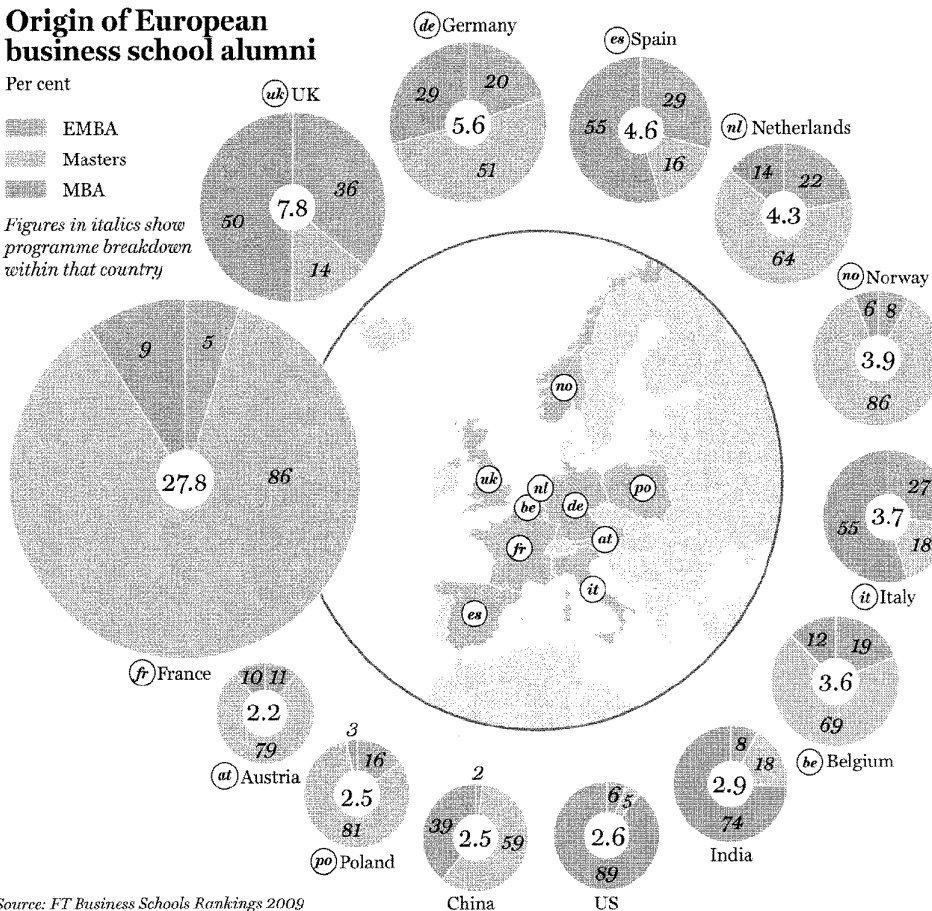 Origin of European
business school alumni
Per cent
EMBA
Masters
MBA
Figures in italics show
programme breakdown
within that country
uk UK
50
36
7.8
14
de Germany
29
20
5.6
51
es Spain
55
29
4.6
16
nl Netherlands
14
22
4.3
64
no Norway
6
8
3.9
86
27
3.7
55
18
it Italy
12
19
3.6
69
be Belgium
8
18
2.9
74
India
6
5
2.6
89
US
2
39
2.5
59
China
3
16
2.5
81
po Poland
10
11
2.2
79
at Austria
9
5
27.8
86
fr France
no
uk
nl
be
de
po
fr
at
it
es
Source: FT Business Schools Rankings 2009